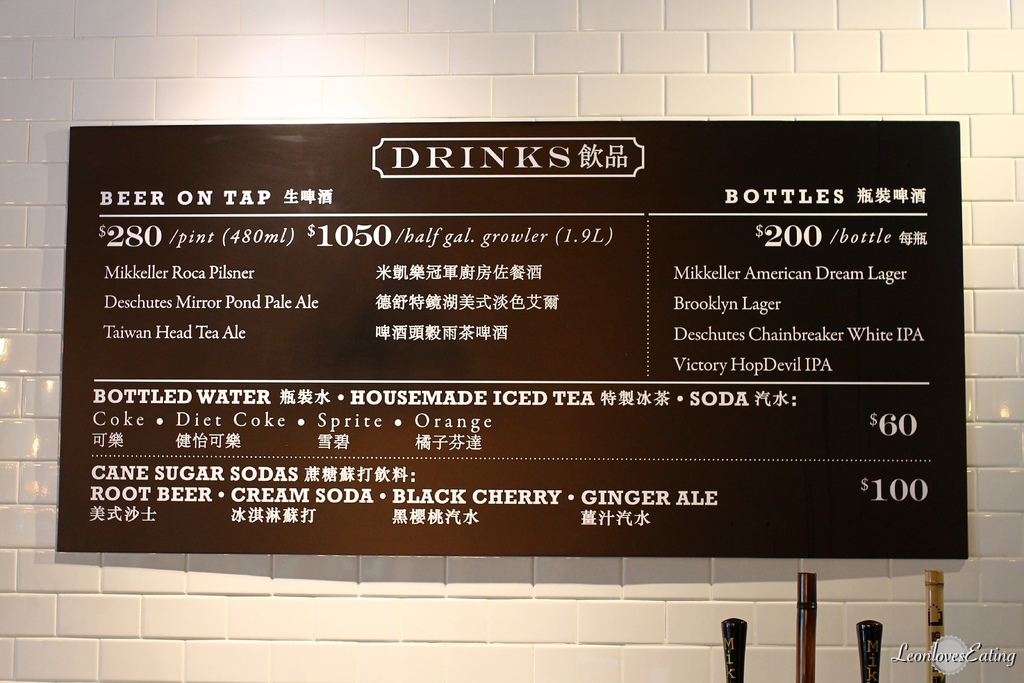 DRINKS 飲品
BEER ON TAP 生啤酒
$280 /pint (480ml) $1050 /half gal. growler (1.9L)
Mikkeller Roca Pilsner 米凱樂冠軍廚房佐餐酒
Deschutes Mirror Pond Pale Ale 德舒特鏡湖美式淡色艾爾
Taiwan Head Tea Ale 啤酒頭穀雨茶啤酒
BOTTLES 瓶裝啤酒
$200 /bottle 每瓶
Mikkeller American Dream Lager
Brooklyn Lager
Deschutes Chainbreaker White IPA
Victory HopDevil IPA
BOTTLED WATER 瓶裝水 • HOUSEMADE ICED TEA 特製冰茶 • SODA 汽水:
Coke • Diet Coke • Sprite • Orange
可樂 健怡可樂 雪碧 橘子芬達
$60
CANE SUGAR SODAS 蔗糖蘇打飲料:
ROOT BEER • CREAM SODA • BLACK CHERRY • GINGER ALE
美式沙士 冰淇淋蘇打 黑櫻桃汽水 薑汁汽水
$100
Mik
Mik
LeonlovesEating